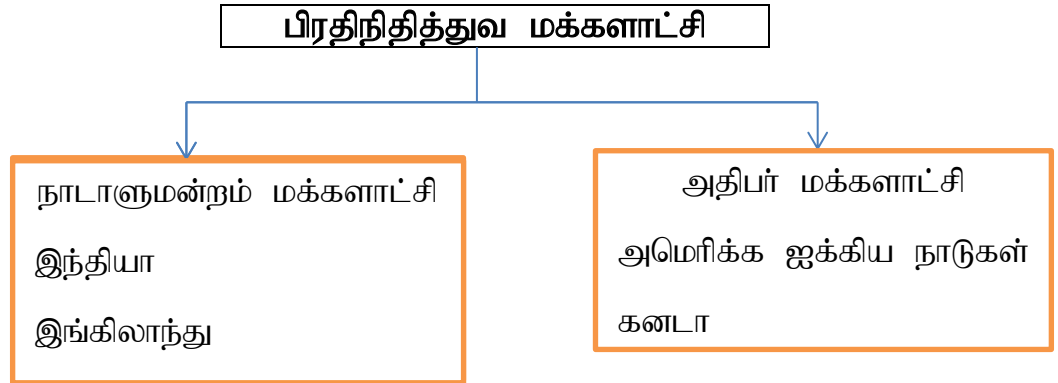 பிரதிநிதித்துவ மக்களாட்சி
நாடாளுமன்றம் மக்களாட்சி
இந்தியா
இங்கிலாந்து
அதிபர் மக்களாட்சி
அமெரிக்க ஐக்கிய நாடுகள்
கனடா